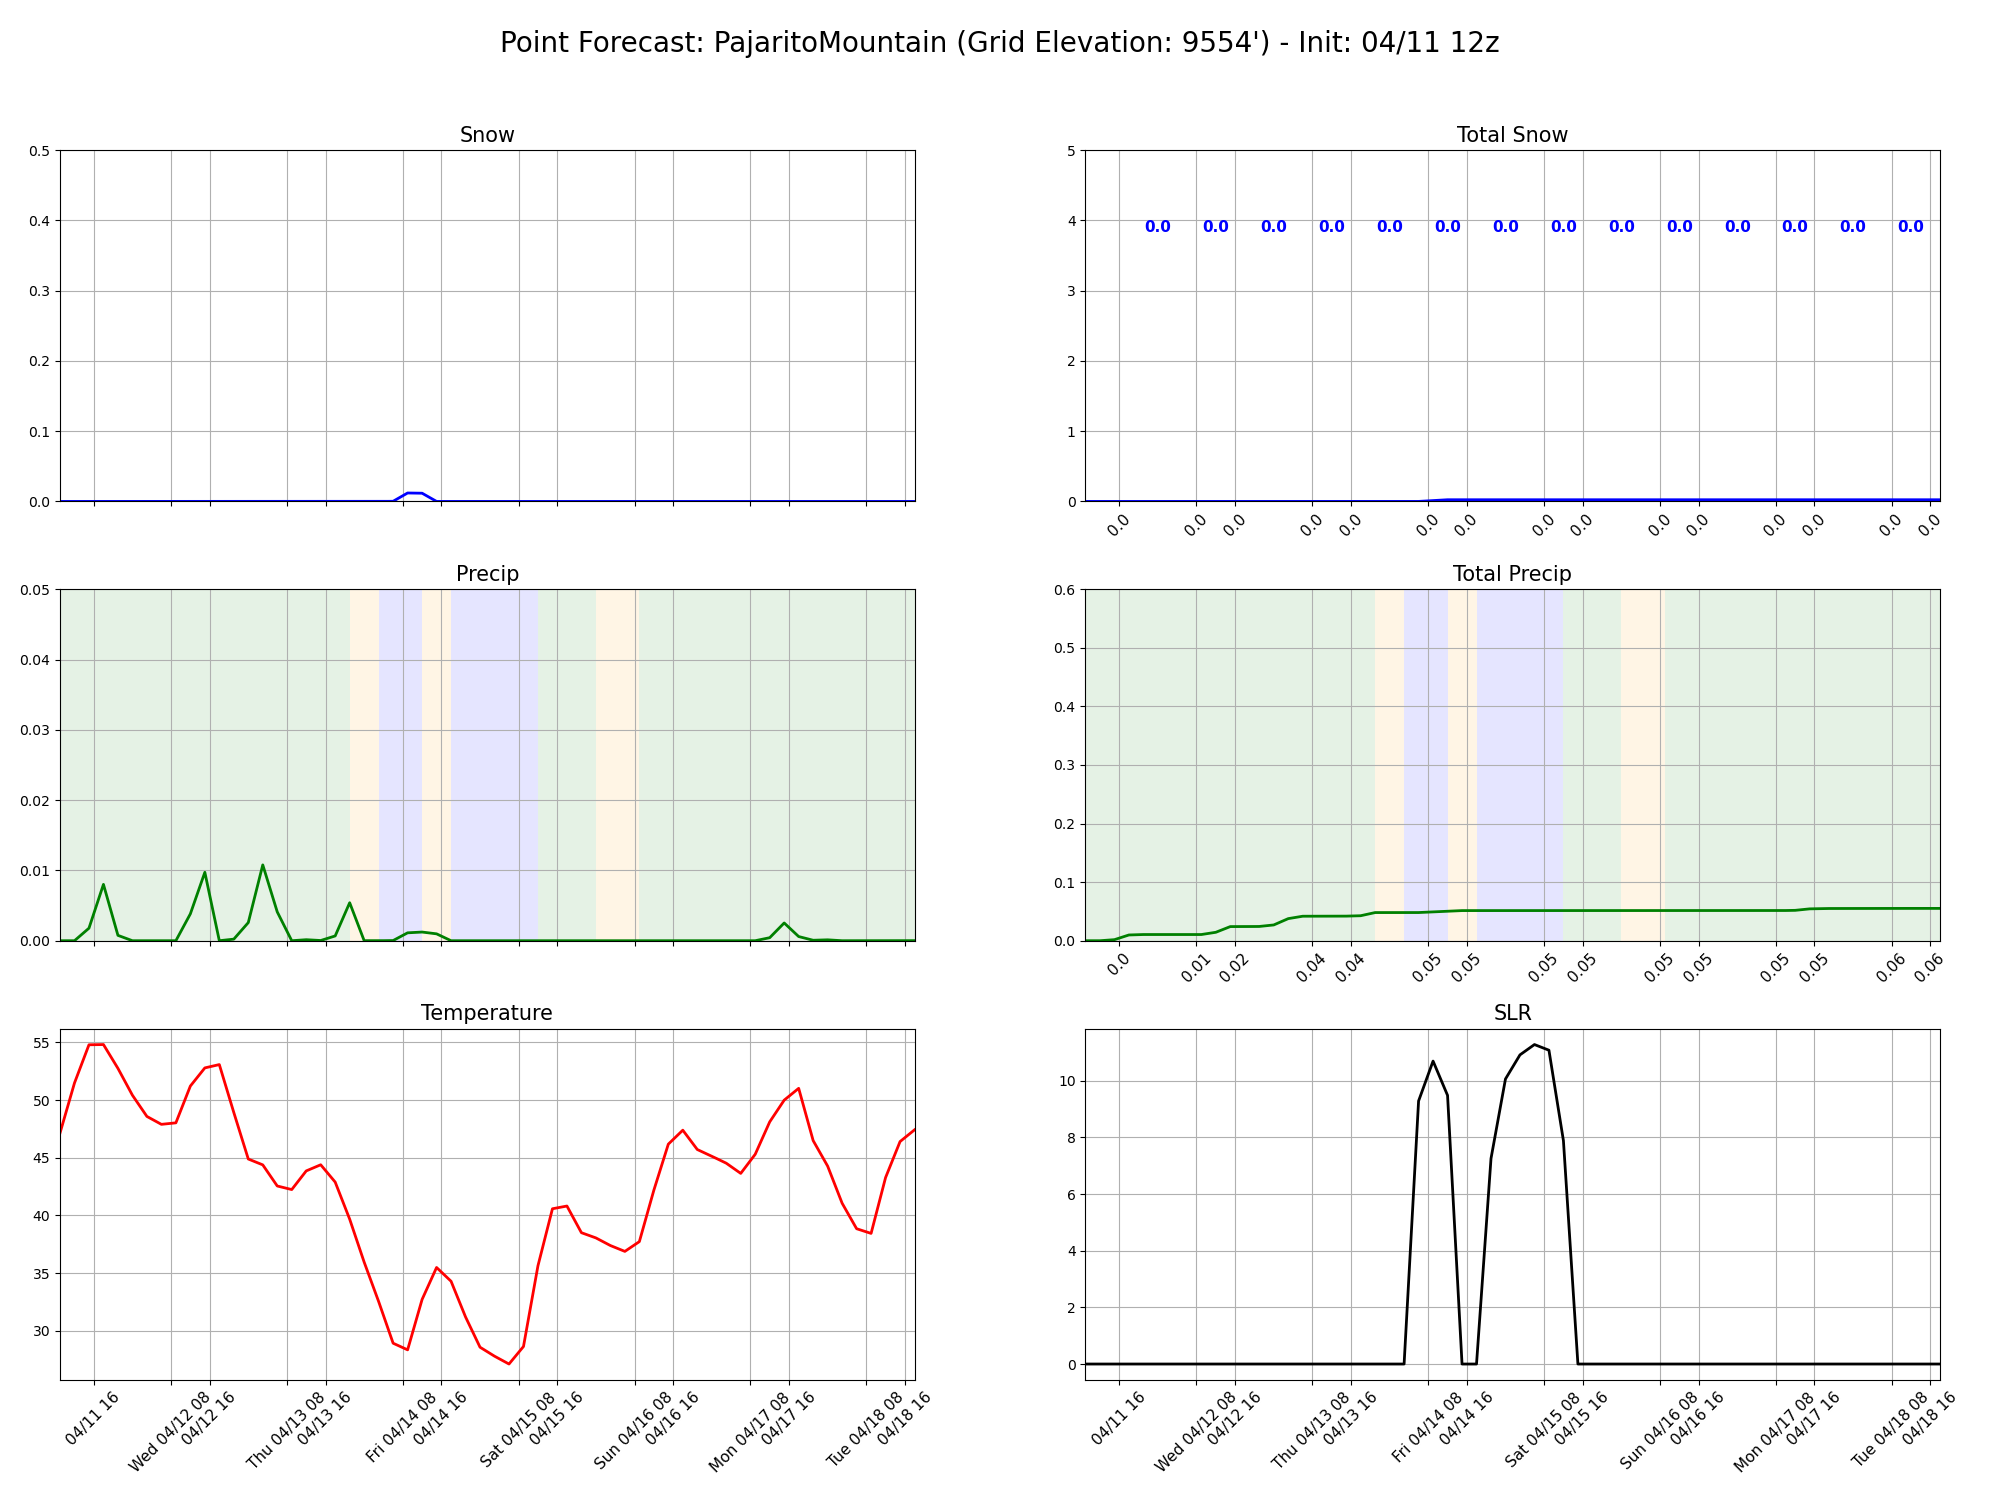 Point Forecast: PajaritoMountain (Grid Elevation: 9554') - Init: 04/11 12z
Snow
0.5
0.4
0.3
0.2
0.1
0.0
Total Snow
5
4
3
2
1
0
0.0 0.0 0.0 0.0 0.0 0.0 0.0 0.0 0.0 0.0 0.0 0.0 0.0 0.0
0.0 0.0 0.0 0.0 0.0 0.0 0.0 0.0 0.0 0.0 0.0 0.0 0.0 0.0 0.0
Precip
0.05
0.04
0.03
0.02
0.01
0.00
Total Precip
0.6
0.5
0.4
0.3
0.2
0.1
0.0
0.0 0.01 0.02 0.04 0.04 0.05 0.05 0.05 0.05 0.05 0.05 0.05 0.05 0.06 0.06
Temperature
55
50
45
40
35
30
04/11 16
Wed 04/12 08
04/12 16
Thu 04/13 08
04/13 16
Fri 04/14 08
04/14 16
Sat 04/15 08
04/15 16
Sun 04/16 08
04/16 16
Mon 04/17 08
04/17 16
Tue 04/18 08
04/18 16
SLR
10
8
6
4
2
0
04/11 16
Wed 04/12 08
04/12 16
Thu 04/13 08
04/13 16
Fri 04/14 08
04/14 16
Sat 04/15 08
04/15 16
Sun 04/16 08
04/16 16
Mon 04/17 08
04/17 16
Tue 04/18 08
04/18 16